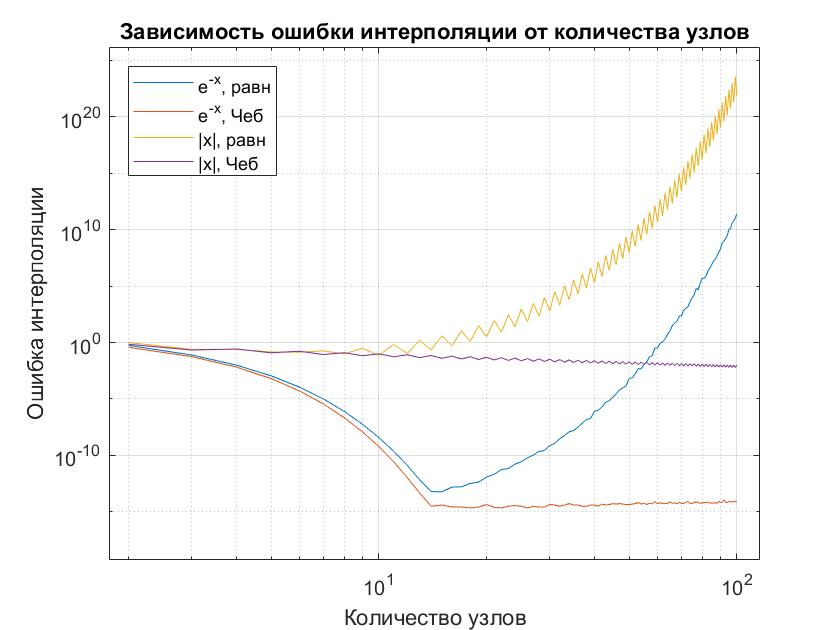 Зависимость ошибки интерполяции от количества узлов
e^-x, равн
e^-x, Чеб
|x|, равн
|x|, Чеб
10^20
10^10
10^0
10^-10
Ошибка интерполяции
10^1
10^2
Количество узлов